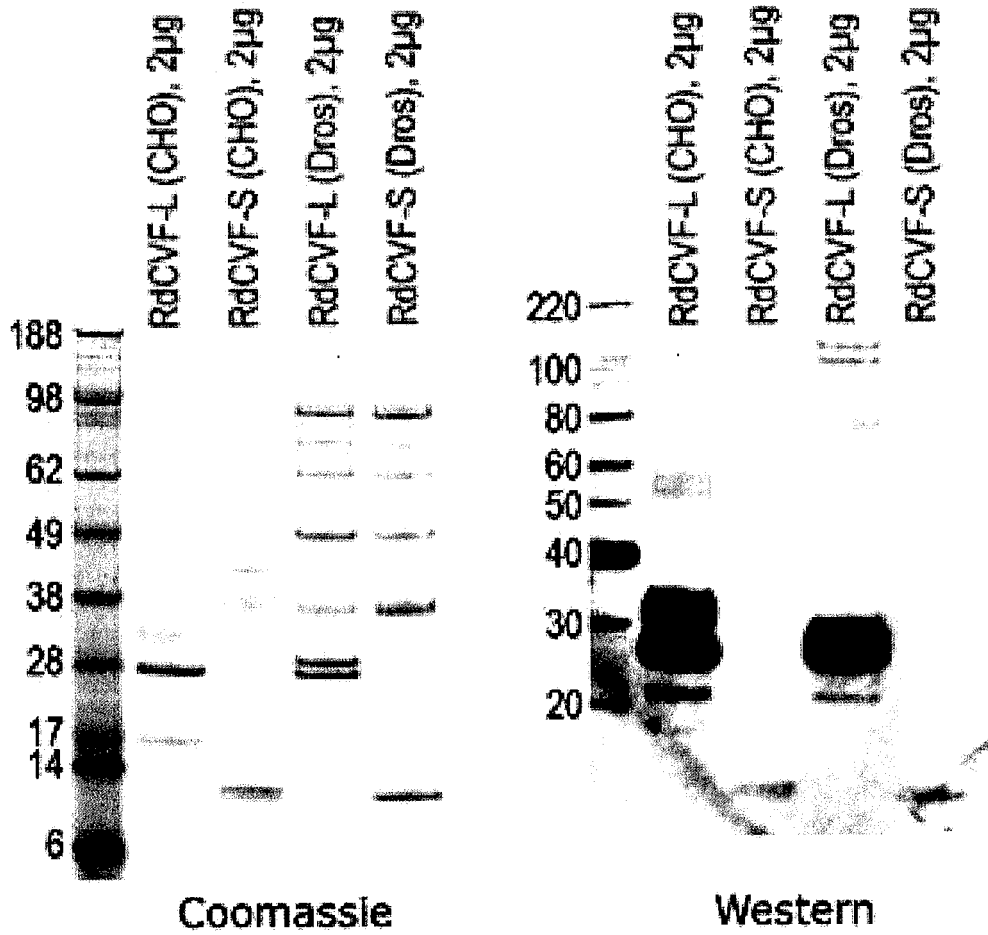 RdCVF-L (CHO), 2µg
RdCVF-S (CHO), 2µg
RdCVF-L (Dros), 2µg
RdCVF-S (Dros), 2µg
188
98
62
49
38
28
17
14
6
Coomassie
RdCVF-L (CHO), 2µg
RdCVF-S (CHO), 2µg
RdCVF-L (Dros), 2µg
RdCVF-S (Dros), 2µg
220
100
80
60
50
40
30
20
Western